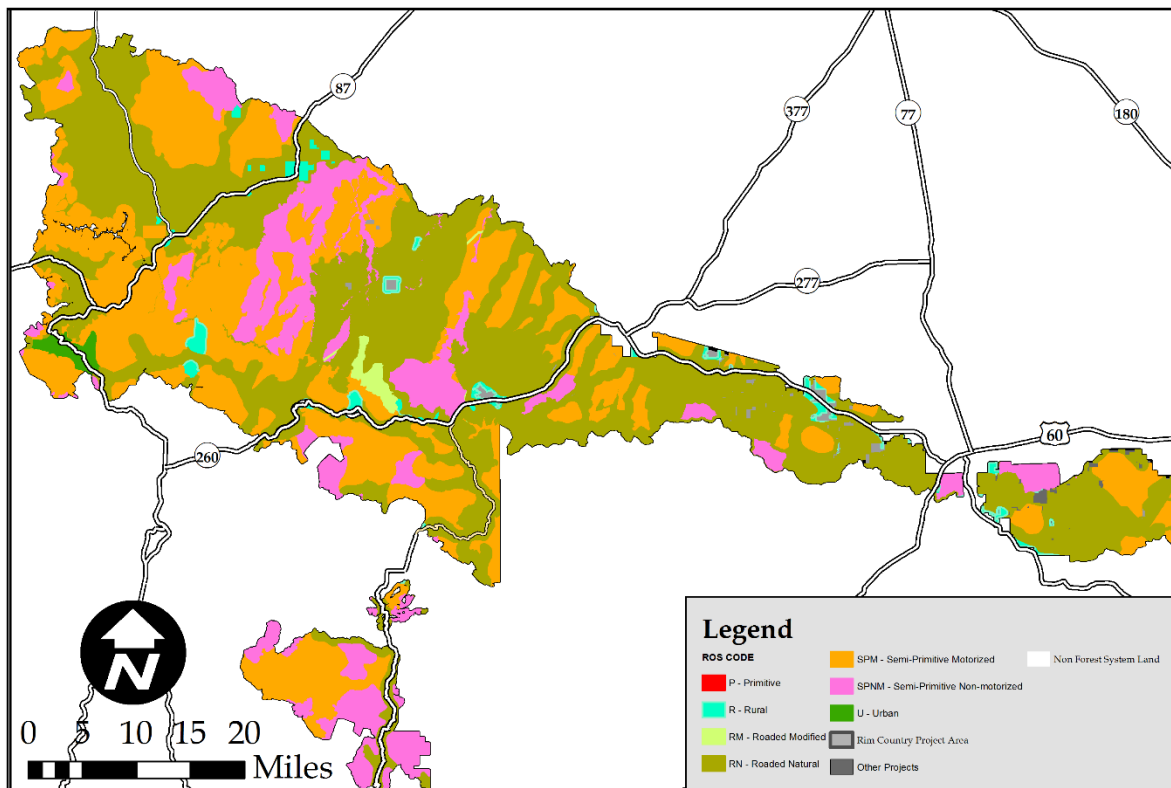 87
377
77
180
277
60
260
N
0 5 10 15 20
Miles
Legend
ROS CODE
P - Primitive
R - Rural
RM - Roaded Modified
RN - Roaded Natural
SPM - Semi-Primitive Motorized
SPNM - Semi-Primitive Non-motorized
U - Urban
Rim Country Project Area
Other Projects
Non Forest System Land